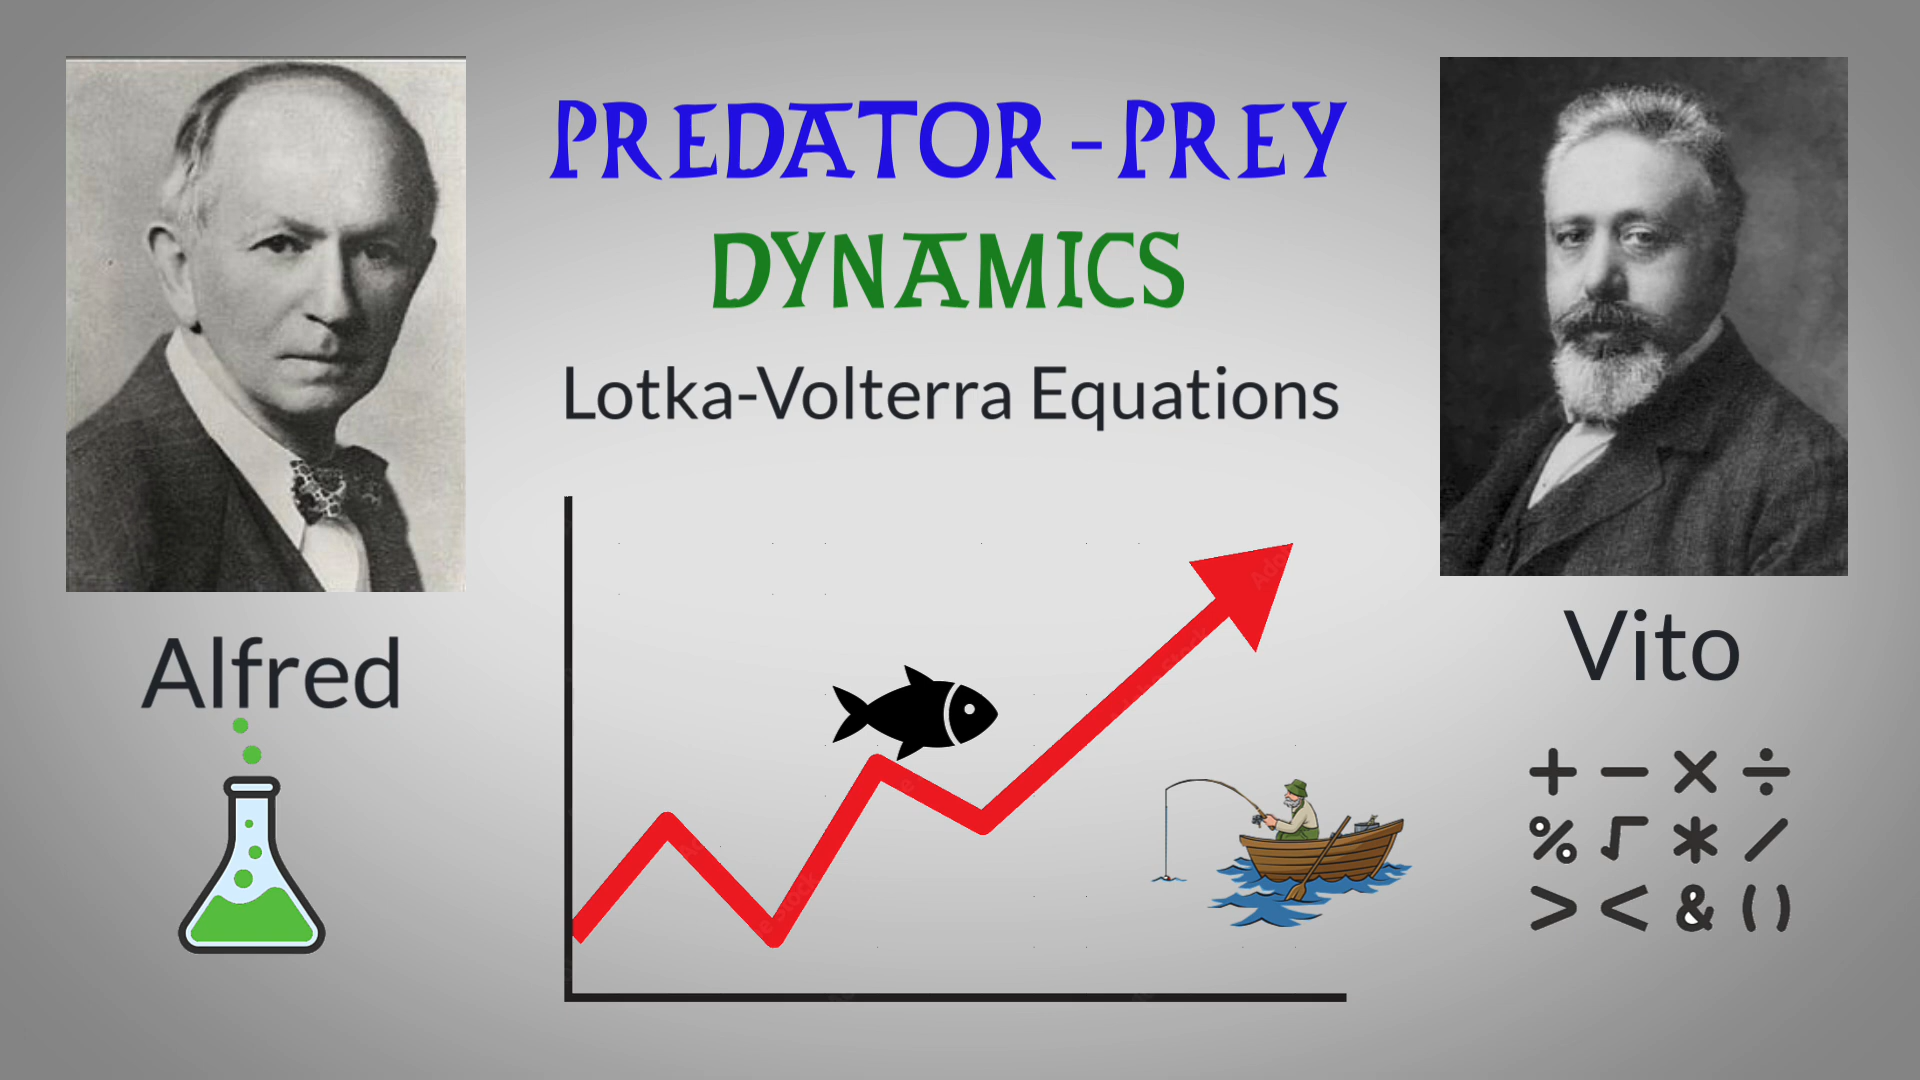 PREDATOR-PREY
DYNAMICS
Lotka-Volterra Equations
Alfred
Vito
+ − × ÷
% √ * /
> < & ( )